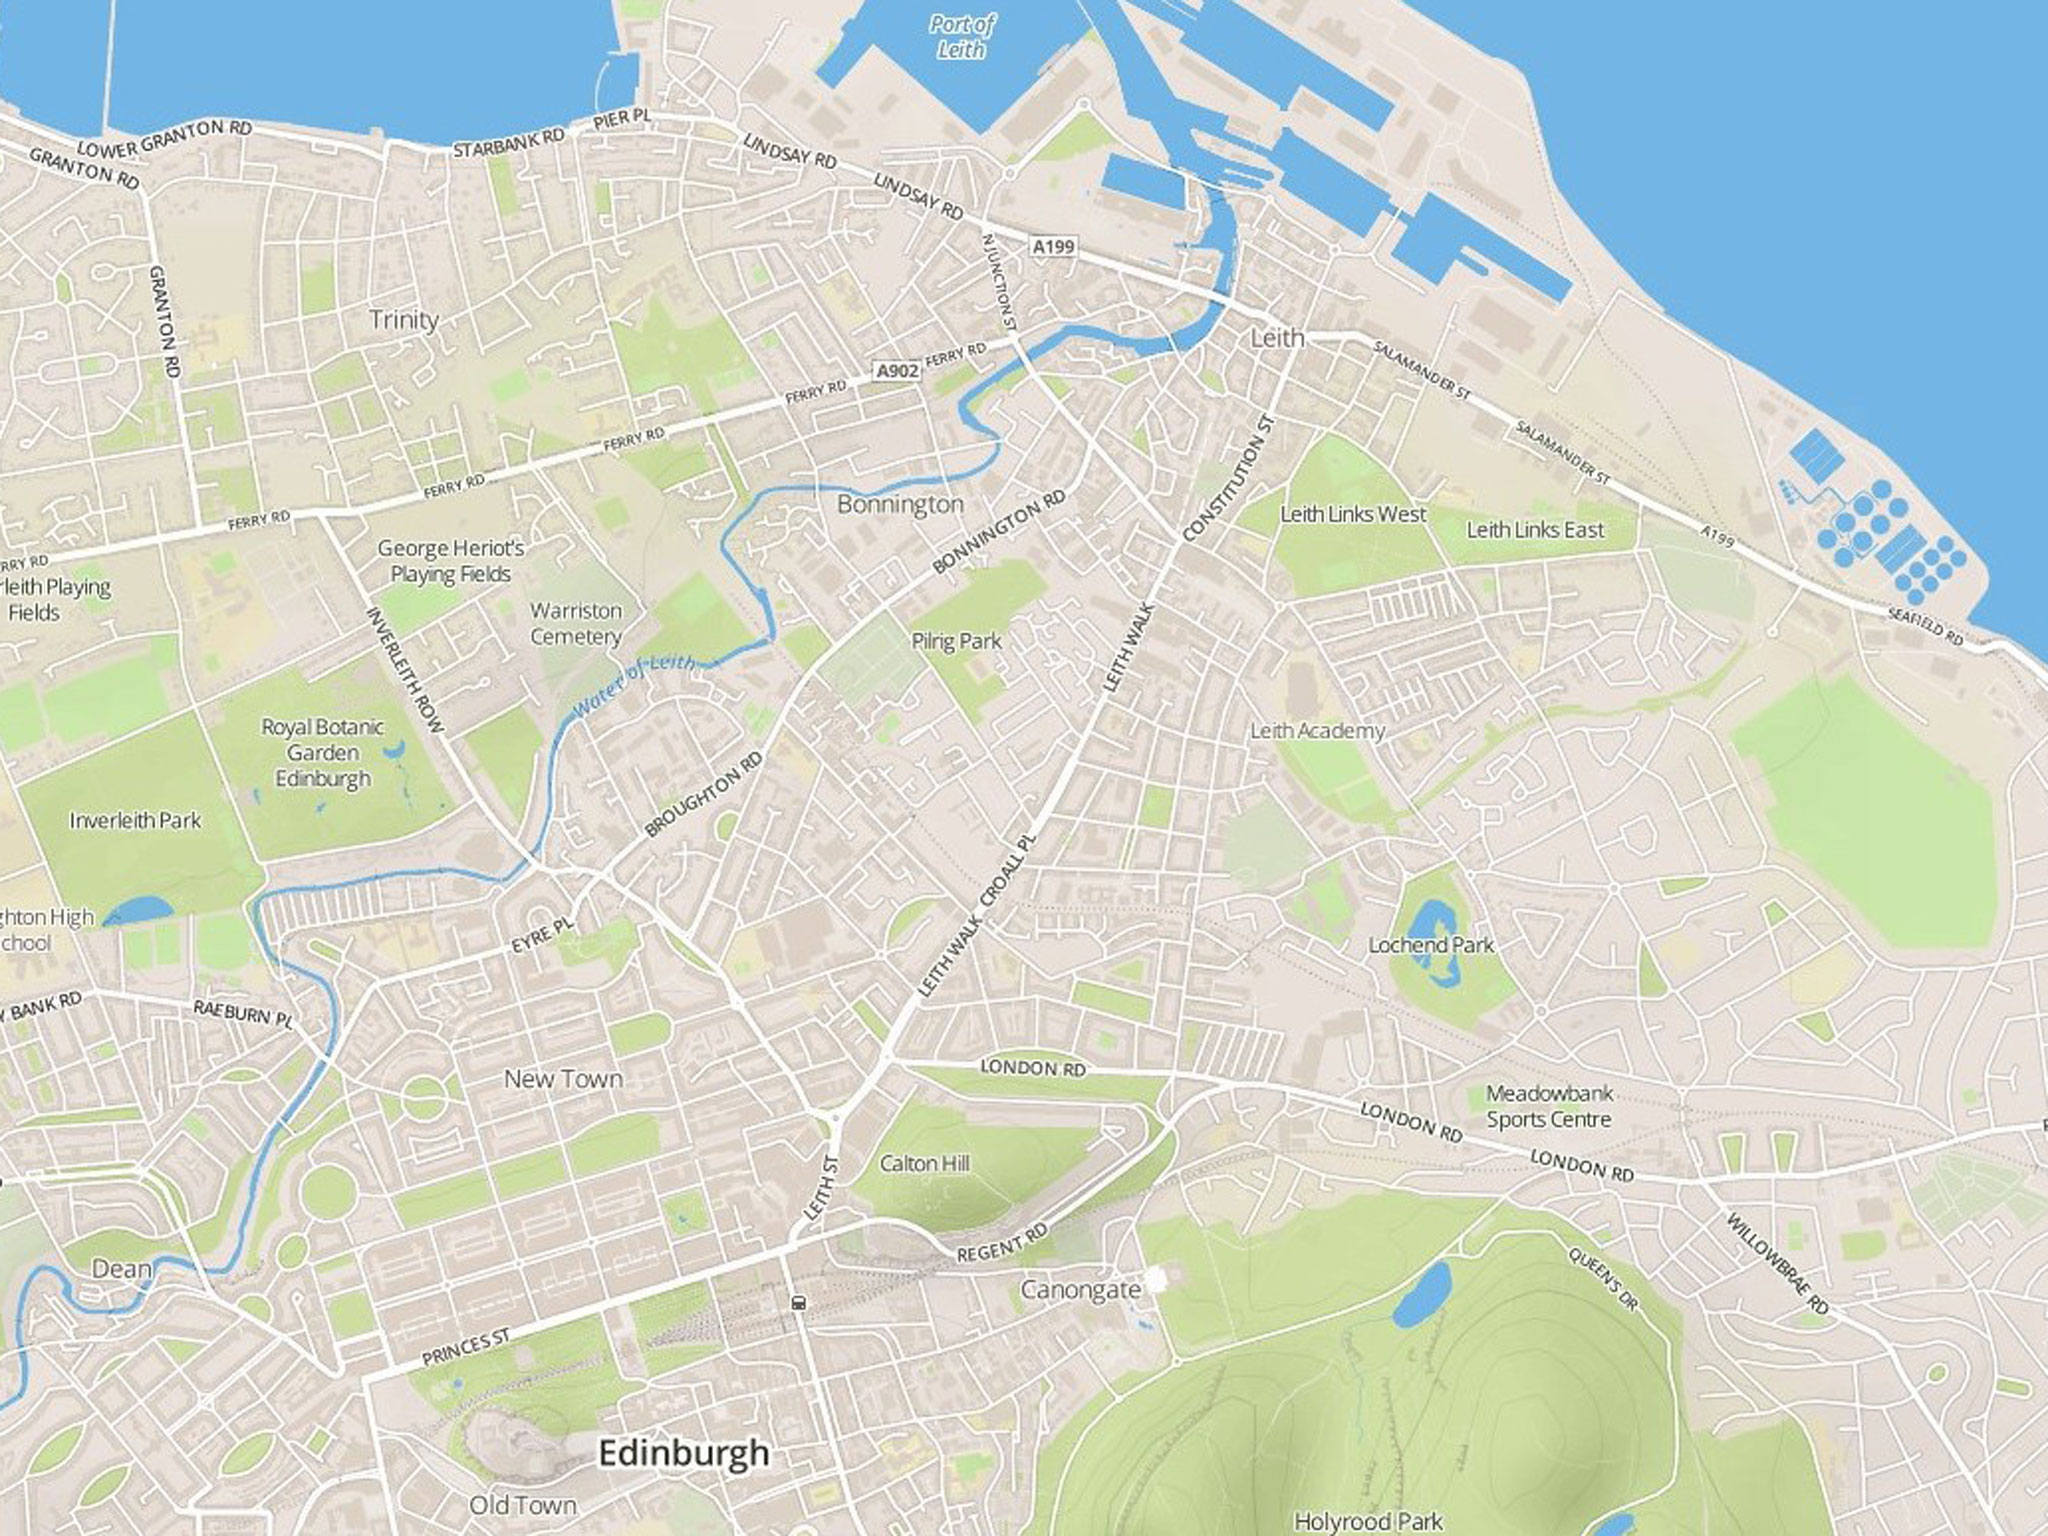 Port of
Leith
LOWER GRANTON RD
GRANTON RD
STARBANK RD
PIER PL
LINDSAY RD
LINDSAY RD
A199
N JUNCTION ST
GRANTON RD
Trinity
Leith
A902
FERRY RD
FERRY RD
FERRY RD
FERRY RD
FERRY RD
SALAMANDER ST
SALAMANDER ST
CONSTITUTION ST
Bonnington
BONNINGTON RD
Leith Links West
Leith Links East
A199
SEAFIELD RD
George Heriot's
Playing Fields
Playing
Fields
Warriston
Cemetery
INVERLEITH ROW
Pilrig Park
LEITH WALK
Water of Leith
Royal Botanic
Garden
Edinburgh
Leith Academy
BROUGHTON RD
Inverleith Park
CROALL PL
LEITH WALK
High
EYRE PL
Lochend Park
BANK RD
RAEBURN PL
New Town
LONDON RD
Meadowbank
Sports Centre
LONDON RD
LONDON RD
Calton Hill
LEITH ST
REGENT RD
WILLOWBRAE RD
QUEEN'S DR
Dean
Canongate
PRINCES ST
Edinburgh
Old Town
Holyrood Park